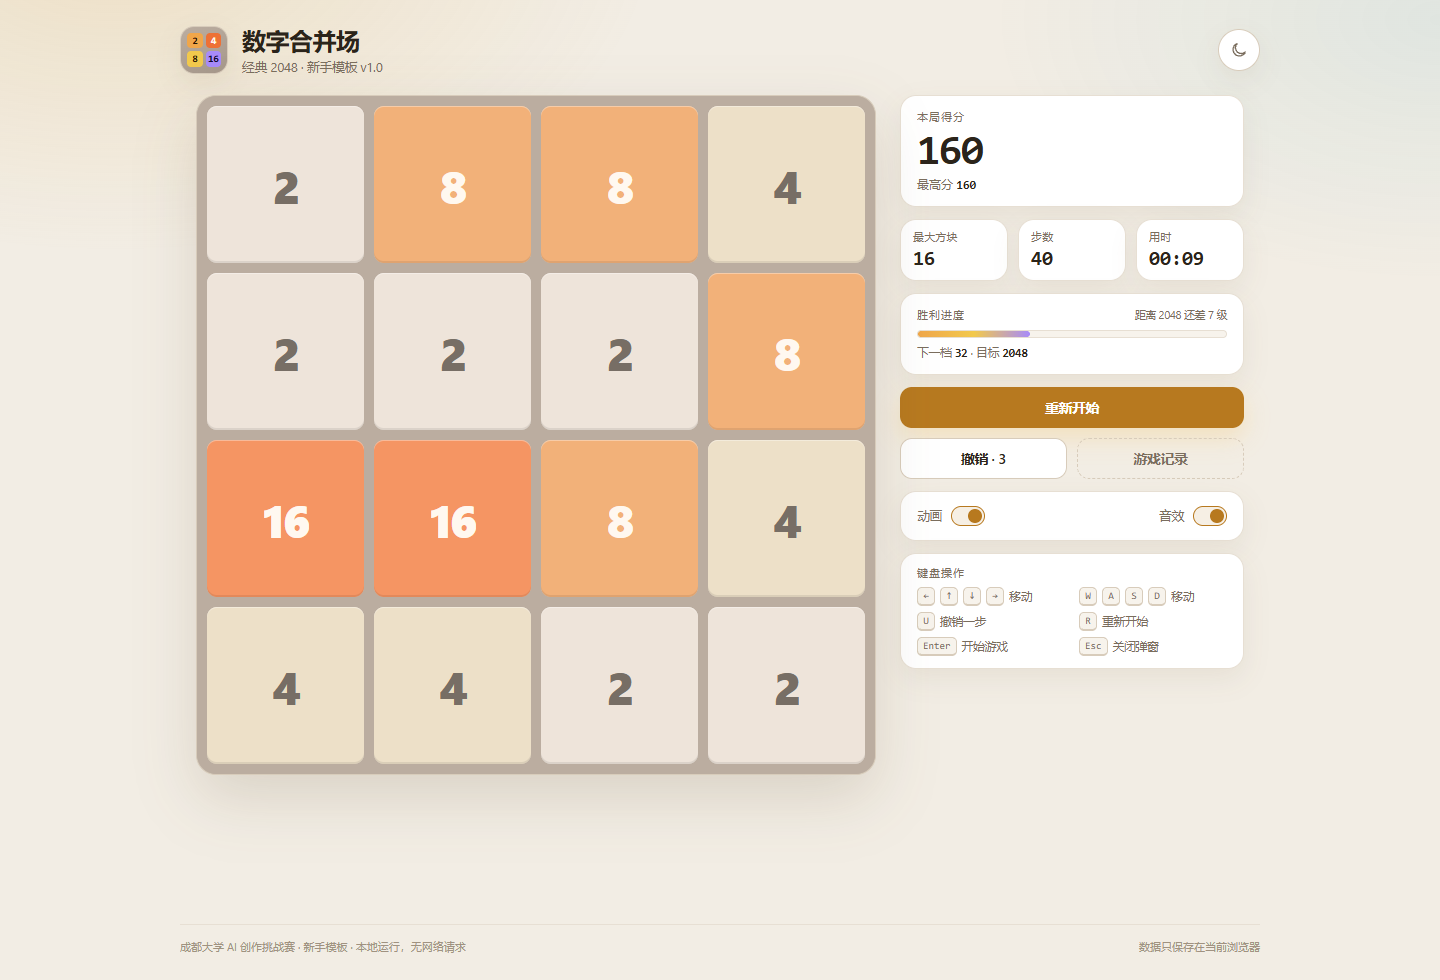 2 4
8 16
数字合并场
经典 2048 · 新手模板 v1.0
2 8 8 4
2 2 2 8
16 16 8 4
4 4 2 2
本局得分
160
最高分 160
最大方块 步数 用时
16 40 00:09
胜利进度 距离 2048 还差 7 级
下一档 32 · 目标 2048
重新开始
撤销 · 3 游戏记录
动画 音效
键盘操作
← ↑ ↓ → 移动 W A S D 移动
U 撤销一步 R 重新开始
Enter 开始游戏 Esc 关闭弹窗
成都大学 AI 创作挑战赛 · 新手模板 · 本地运行，无网络请求 数据只保存在当前浏览器